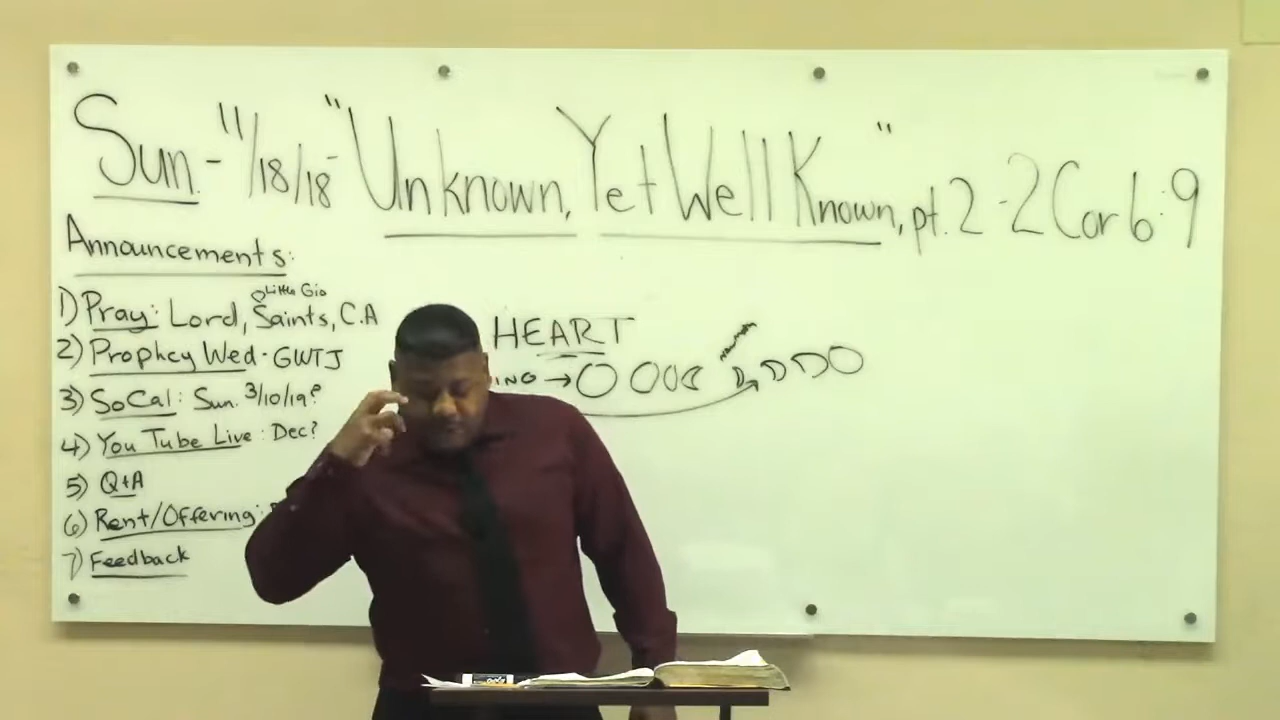 Sun. - 11/18/18 - "Unknown, Yet Well Known", pt. 2 - 2 Cor 6:9
Announcements:
Little Gio
1) Pray: Lord, Saints, C.A
2) Prophcy Wed - GWTJ
3) SoCal: Sun. 3/10/19?
4) You Tube Live: Dec?
5) Q+A
6) Rent/Offering:
7) Feedback
HEART
ING →